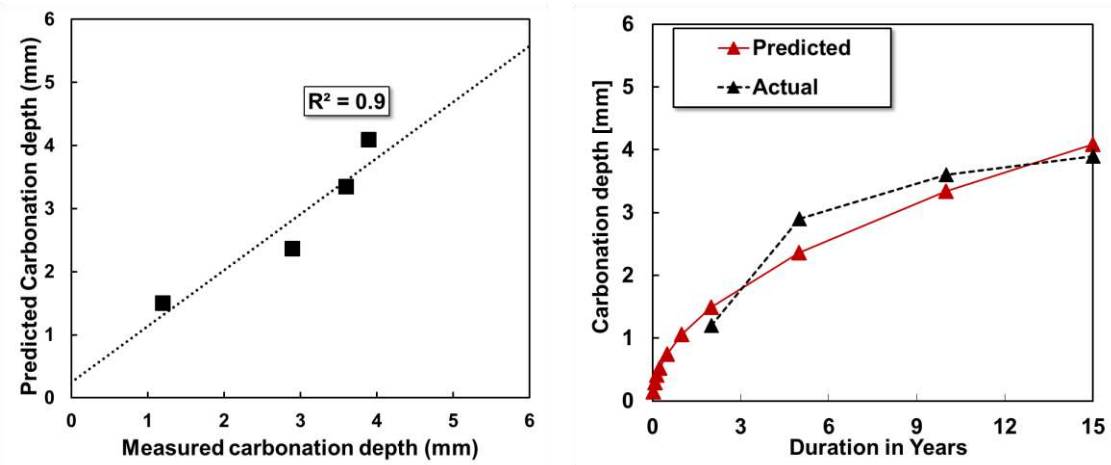 Predicted Carbonation depth (mm)
6
5
4
3
2
1
0
R² = 0.9
0 1 2 3 4 5 6
Measured carbonation depth (mm)
Carbonation depth [mm]
6
5
4
3
2
1
0
Predicted
Actual
0 3 6 9 12 15
Duration in Years